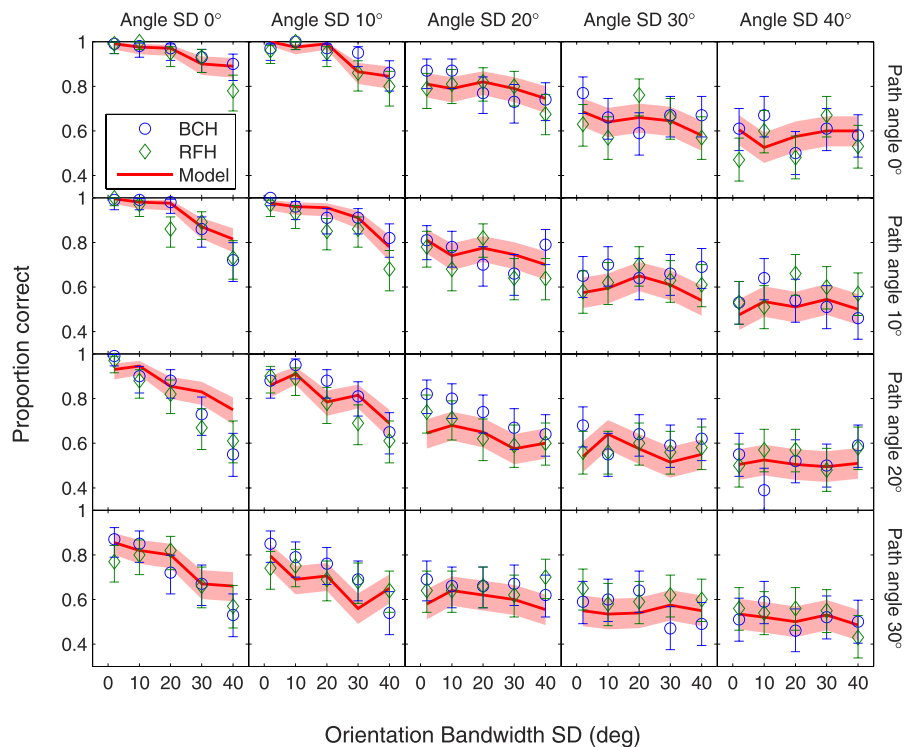 Angle SD 0° Angle SD 10° Angle SD 20° Angle SD 30° Angle SD 40°
1
0.8
0.6
0.4
BCH
RFH
Model
Path angle 0°
1
0.8
0.6
0.4
Path angle 10°
1
0.8
0.6
0.4
Path angle 20°
1
0.8
0.6
0.4
Path angle 30°
Proportion correct
0 10 20 30 40 0 10 20 30 40 0 10 20 30 40 0 10 20 30 40 0 10 20 30 40
Orientation Bandwidth SD (deg)